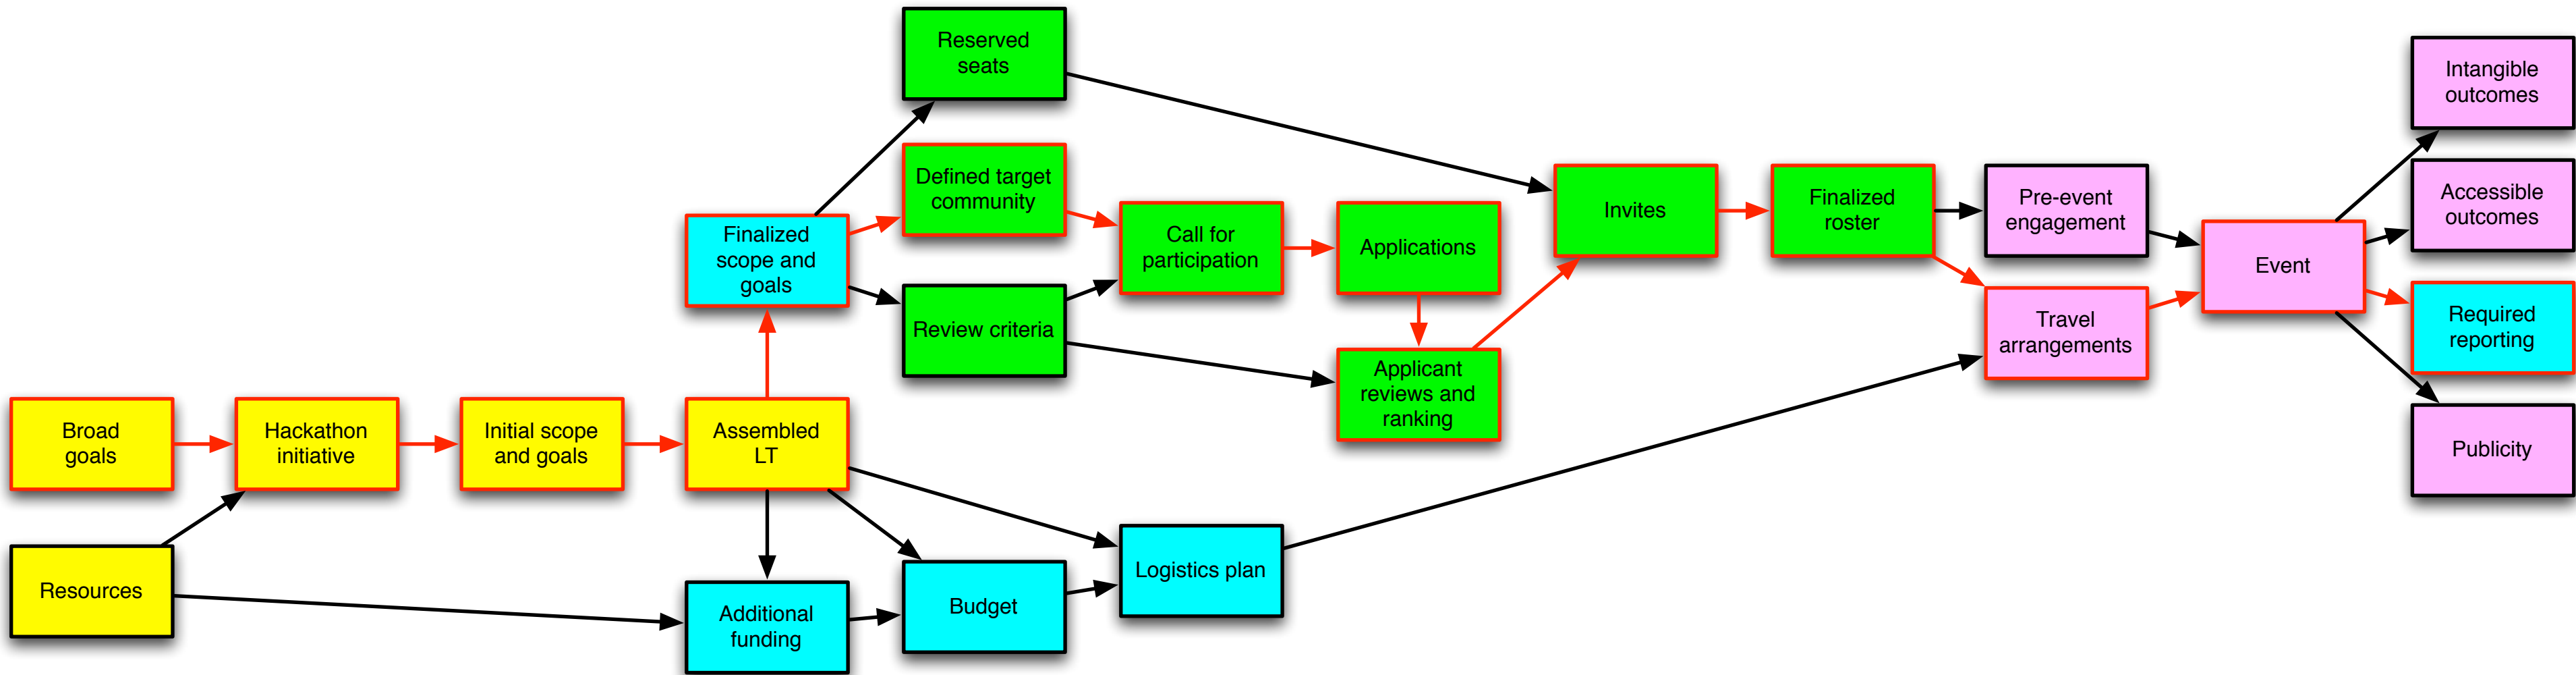 Reserved
seats
Intangible
outcomes
Defined target
community
Accessible
outcomes
Finalized
scope and
goals
Call for
participation
Applications
Invites
Finalized
roster
Pre-event
engagement
Event
Review criteria
Travel
arrangements
Required
reporting
Applicant
reviews and
ranking
Broad
goals
Hackathon
initiative
Initial scope
and goals
Assembled
LT
Publicity
Resources
Additional
funding
Budget
Logistics plan